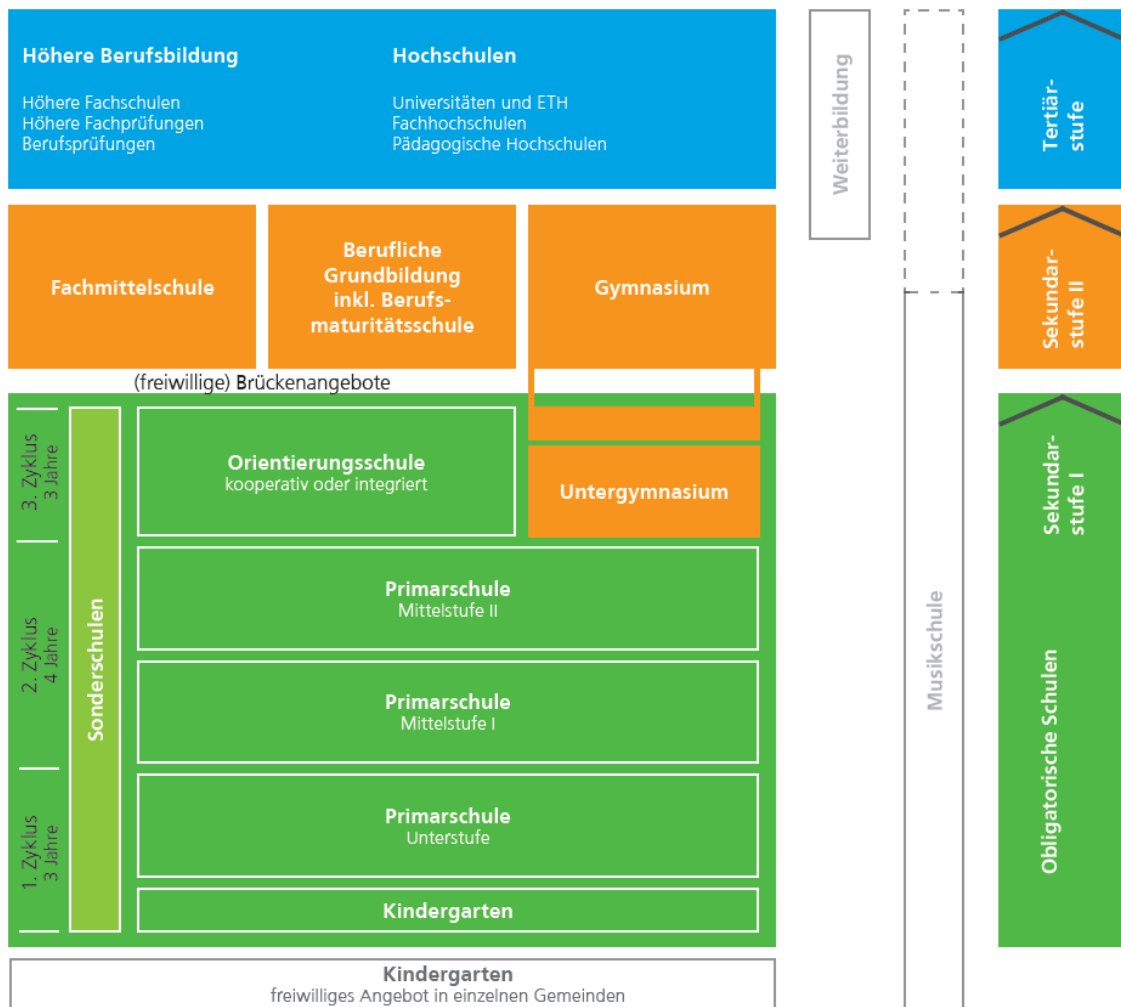 Höhere Berufsbildung
Höhere Fachschulen
Höhere Fachprüfungen
Berufsprüfungen
Hochschulen
Universitäten und ETH
Fachhochschulen
Pädagogische Hochschulen
Weiterbildung
Tertiär-
stufe
Fachmittelschule
Berufliche
Grundbildung
inkl. Berufs-
maturitätsschule
Gymnasium
Sekundar-
stufe II
(freiwillige) Brückenangebote
3. Zyklus
3 Jahre
Orientierungsschule
kooperativ oder integriert
Untergymnasium
Sekundar-
stufe I
2. Zyklus
4 Jahre
Sonderschulen
Primarschule
Mittelstufe II
Primarschule
Mittelstufe I
Musikschule
Obligatorische Schulen
1. Zyklus
3 Jahre
Primarschule
Unterstufe
Kindergarten
Kindergarten
freiwilliges Angebot in einzelnen Gemeinden